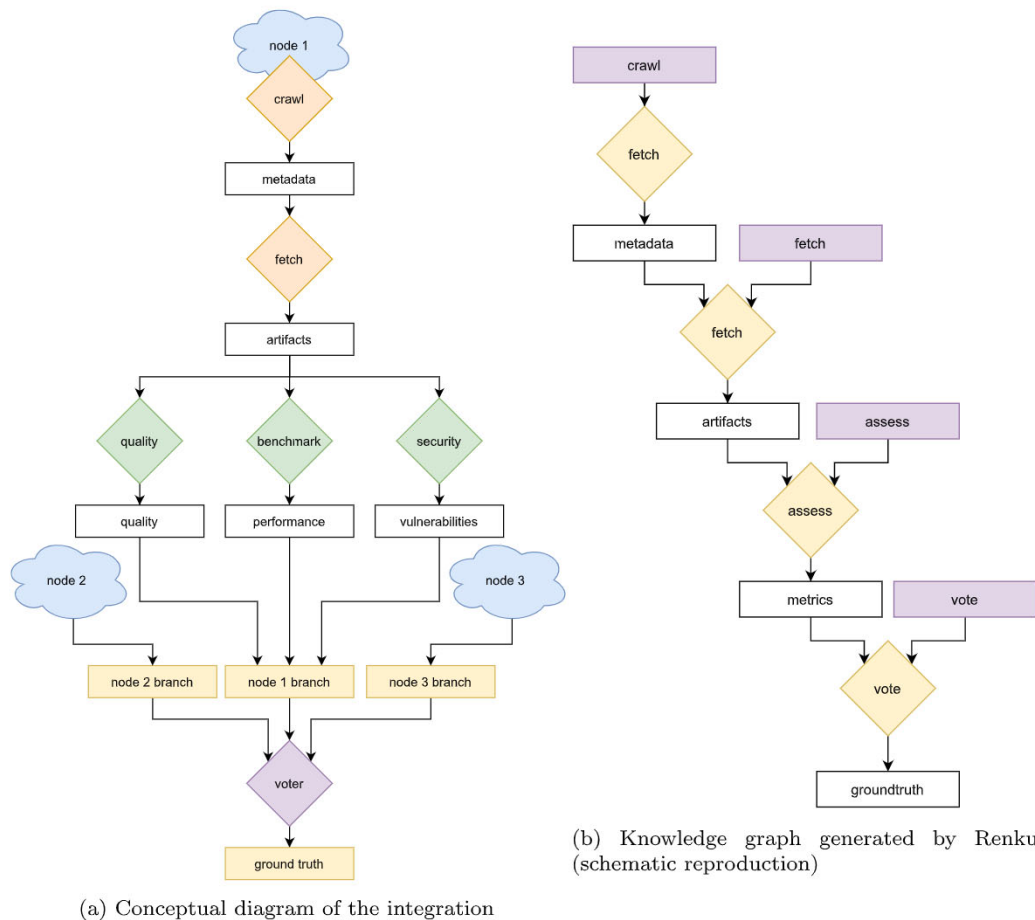 node 1
crawl
metadata
fetch
artifacts
quality
benchmark
security
quality
performance
vulnerabilities
node 2
node 3
node 2 branch
node 1 branch
node 3 branch
voter
ground truth
(a) Conceptual diagram of the integration
crawl
fetch
metadata
fetch
fetch
artifacts
assess
assess
metrics
vote
vote
groundtruth
(b) Knowledge graph generated by Renku
(schematic reproduction)